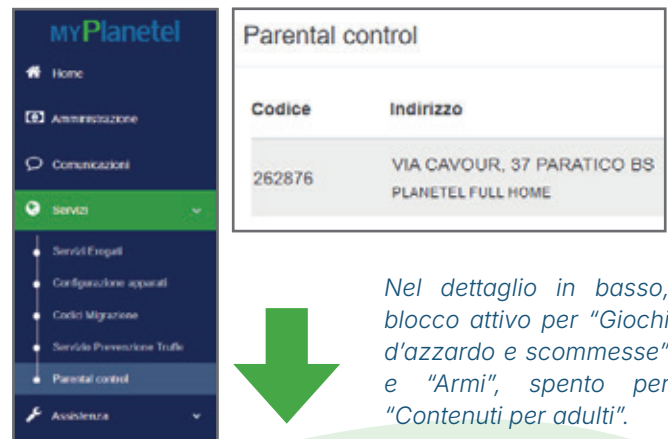 MYPlanetel
Home
Amministrazione
Comunicazioni
Servizi
Servizi Erogati
Configurazione apparati
Codici Migrazione
Servizio Prevenzione Truffe
Parental control
Assistenza
Parental control
Codice Indirizzo
262876 VIA CAVOUR, 37 PARATICO BS
PLANETEL FULL HOME
Nel dettaglio in basso,
blocco attivo per “Giochi
d’azzardo e scommesse”
e “Armi”, spento per
“Contenuti per adulti”.